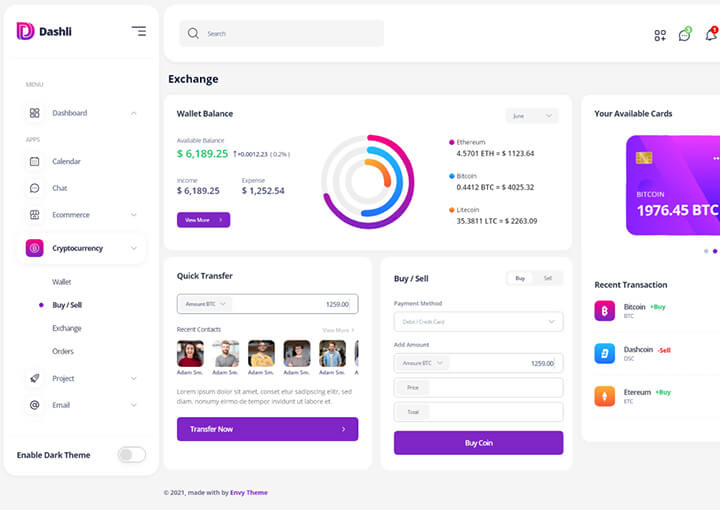 Dashli
MENU
Dashboard
APPS
Calendar
Chat
Ecommerce
Cryptocurrency
Wallet
Buy / Sell
Exchange
Orders
Project
Email
Enable Dark Theme
Search
3
1
Exchange
Wallet Balance
June
Available Balance
$ 6,189.25 ↑+0.0012.23 ( 0.2% )
Income Expense
$ 6,189.25 $ 1,252.54
View More >
Ethereum
4.5701 ETH = $ 1123.64
Bitcoin
0.4412 BTC = $ 4025.32
Litecoin
35.3811 LTC = $ 2263.09
Quick Transfer
Amount BTC 1259.00
Recent Contacts View More >
Adam Sm. Adam Sm. Adam Sm. Adam Sm. Adam Sm.
Lorem ipsum dolor sit amet, conset etur sadipscing elitr, sed
diam. nonumy eirmo de tempor invidunt ut labore et.
Transfer Now >
Buy / Sell
Buy Sell
Payment Method
Debit / Credit Card
Add Amount
Amoure BTC 1259.00
Price
Total
Buy Coin
Your Available Cards
BITCOIN
1976.45 BTC
Recent Transaction
Bitcoin +Buy
BTC
Dashcoin -Sell
DSC
Etereum +Buy
ETC
© 2021, made with by Envy Theme